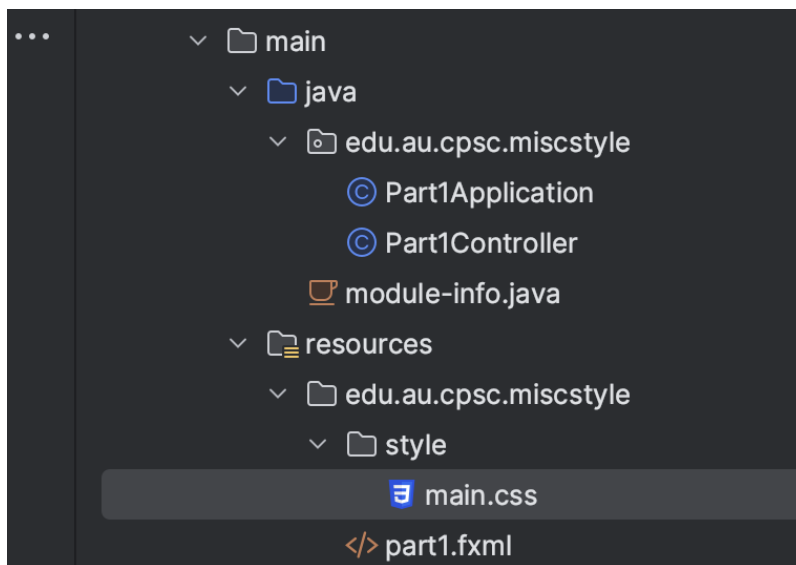 main
java
edu.au.cpsc.miscstyle
Part1Application
Part1Controller
module-info.java
resources
edu.au.cpsc.miscstyle
style
main.css
part1.fxml